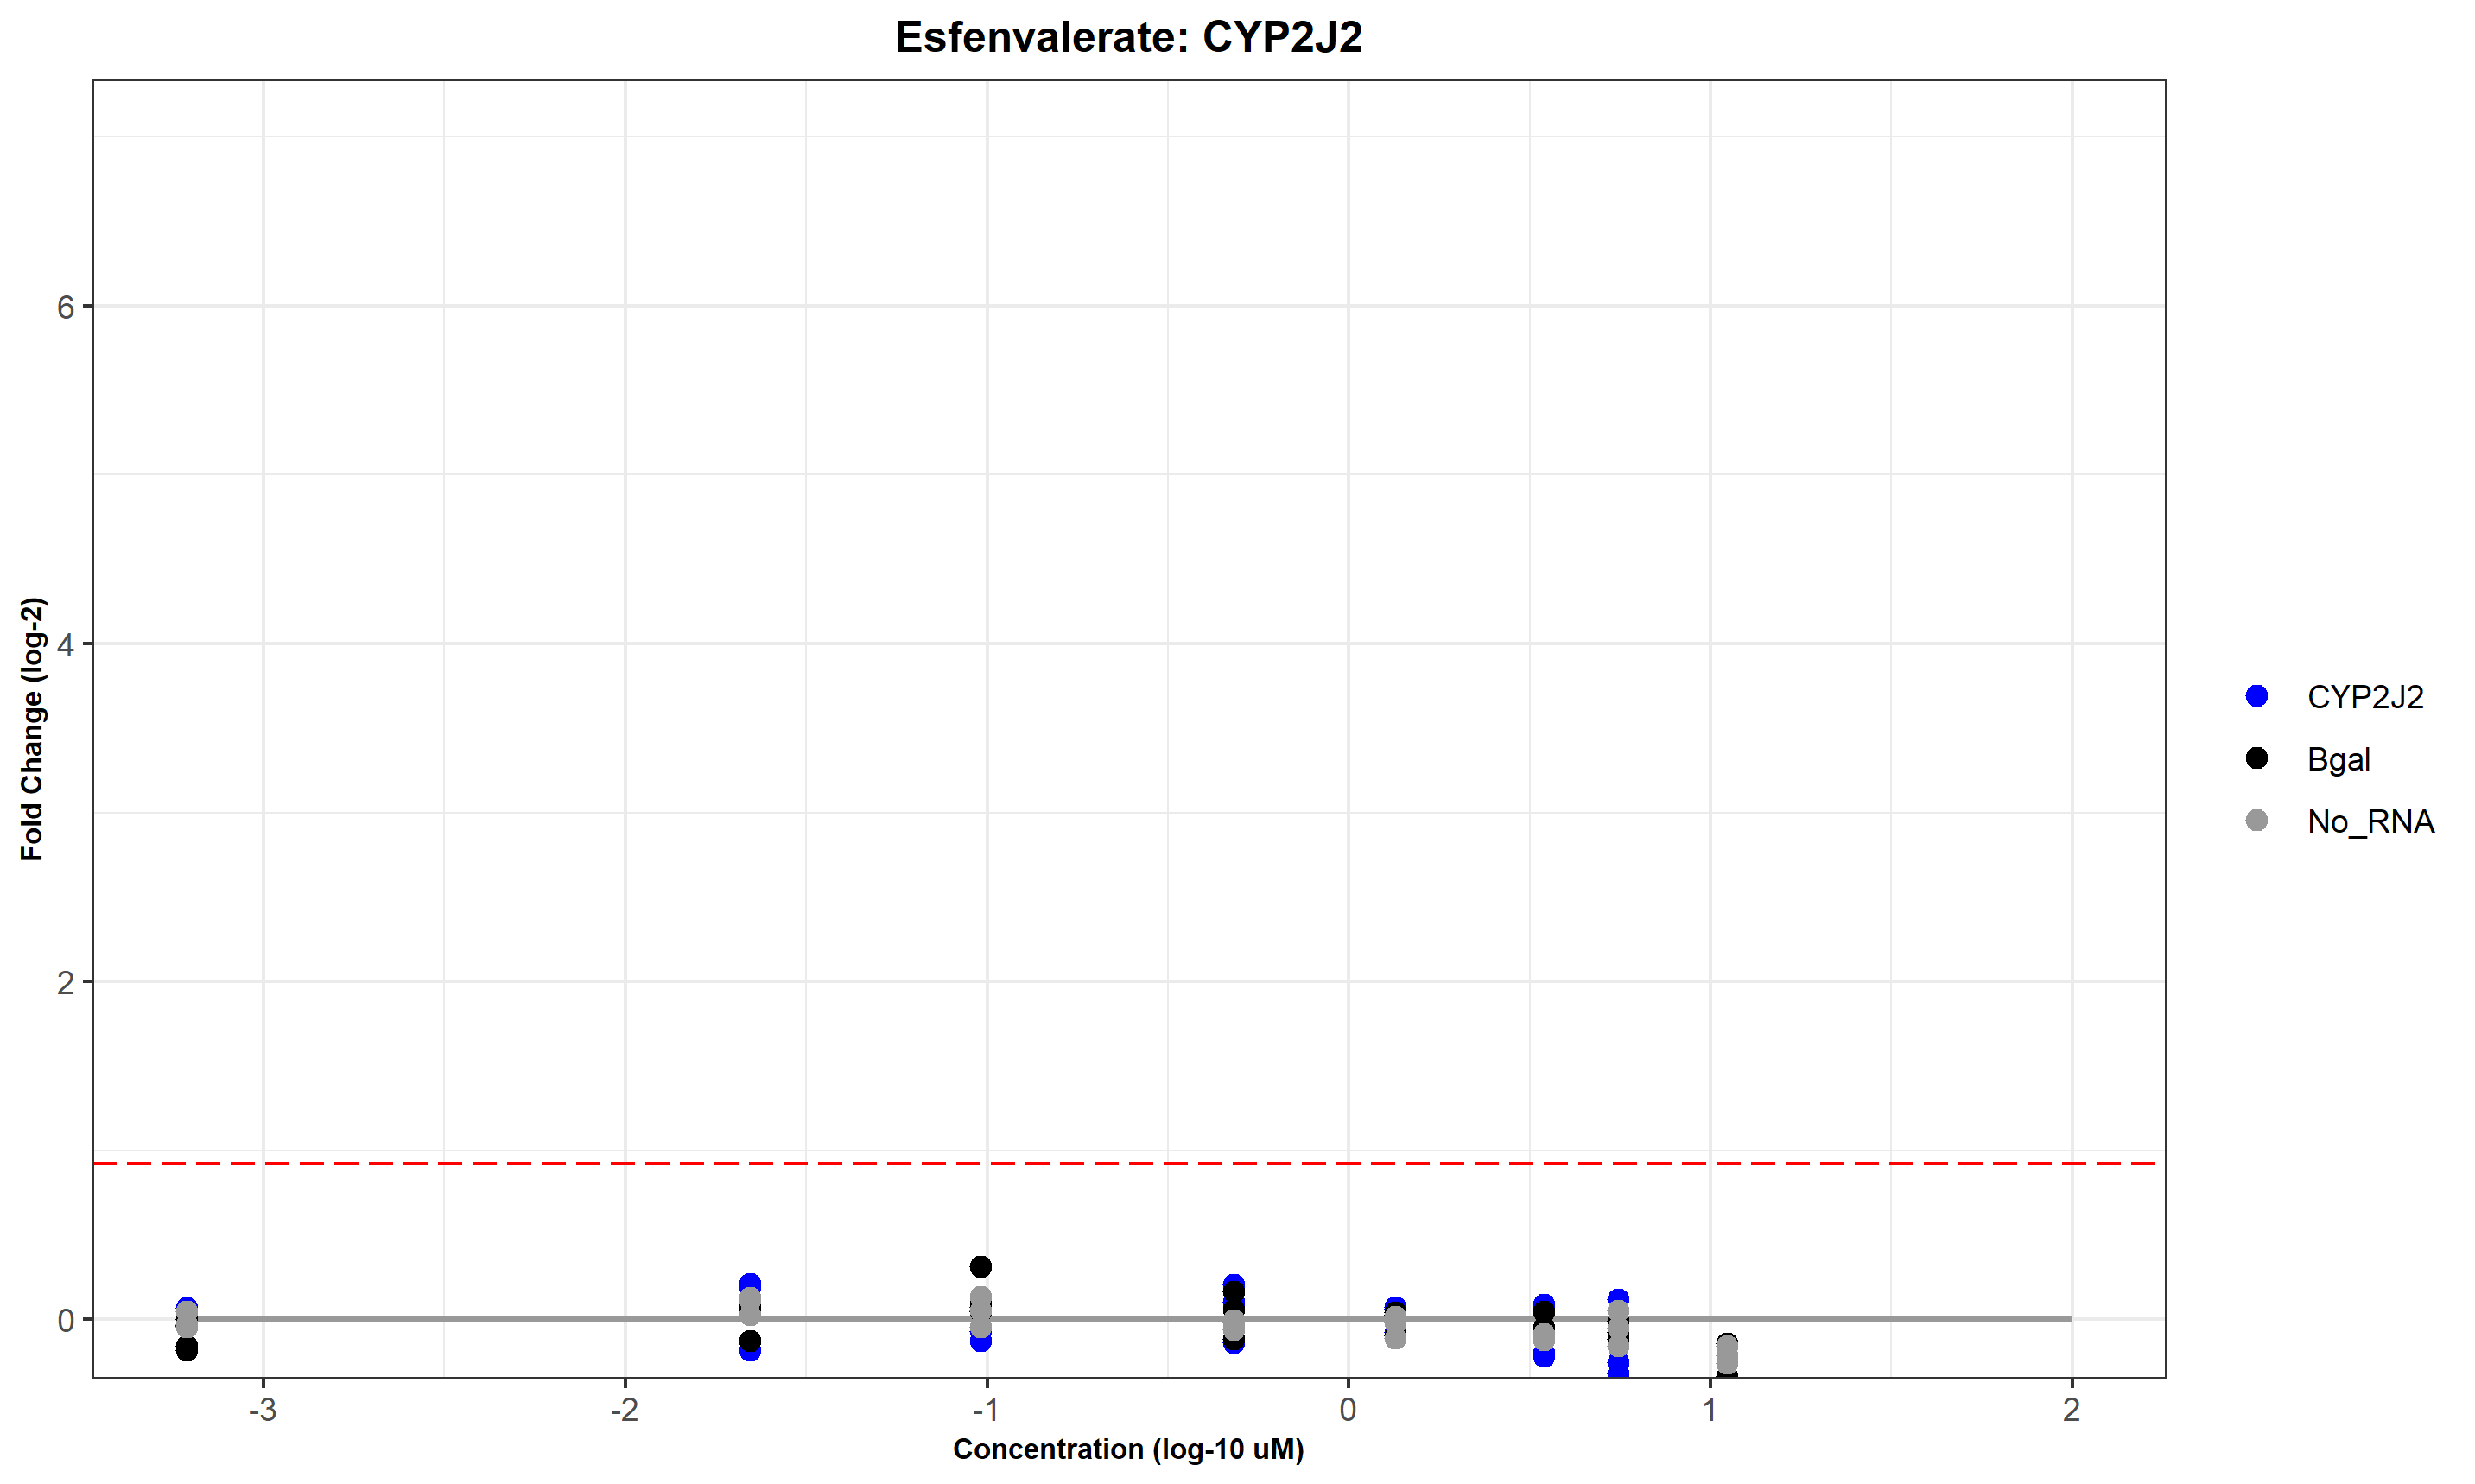 Esfenvalerate: CYP2J2
Fold Change (log-2)
6
4
2
0
-3
-2
-1
0
1
2
Concentration (log-10 uM)
CYP2J2
Bgal
No_RNA